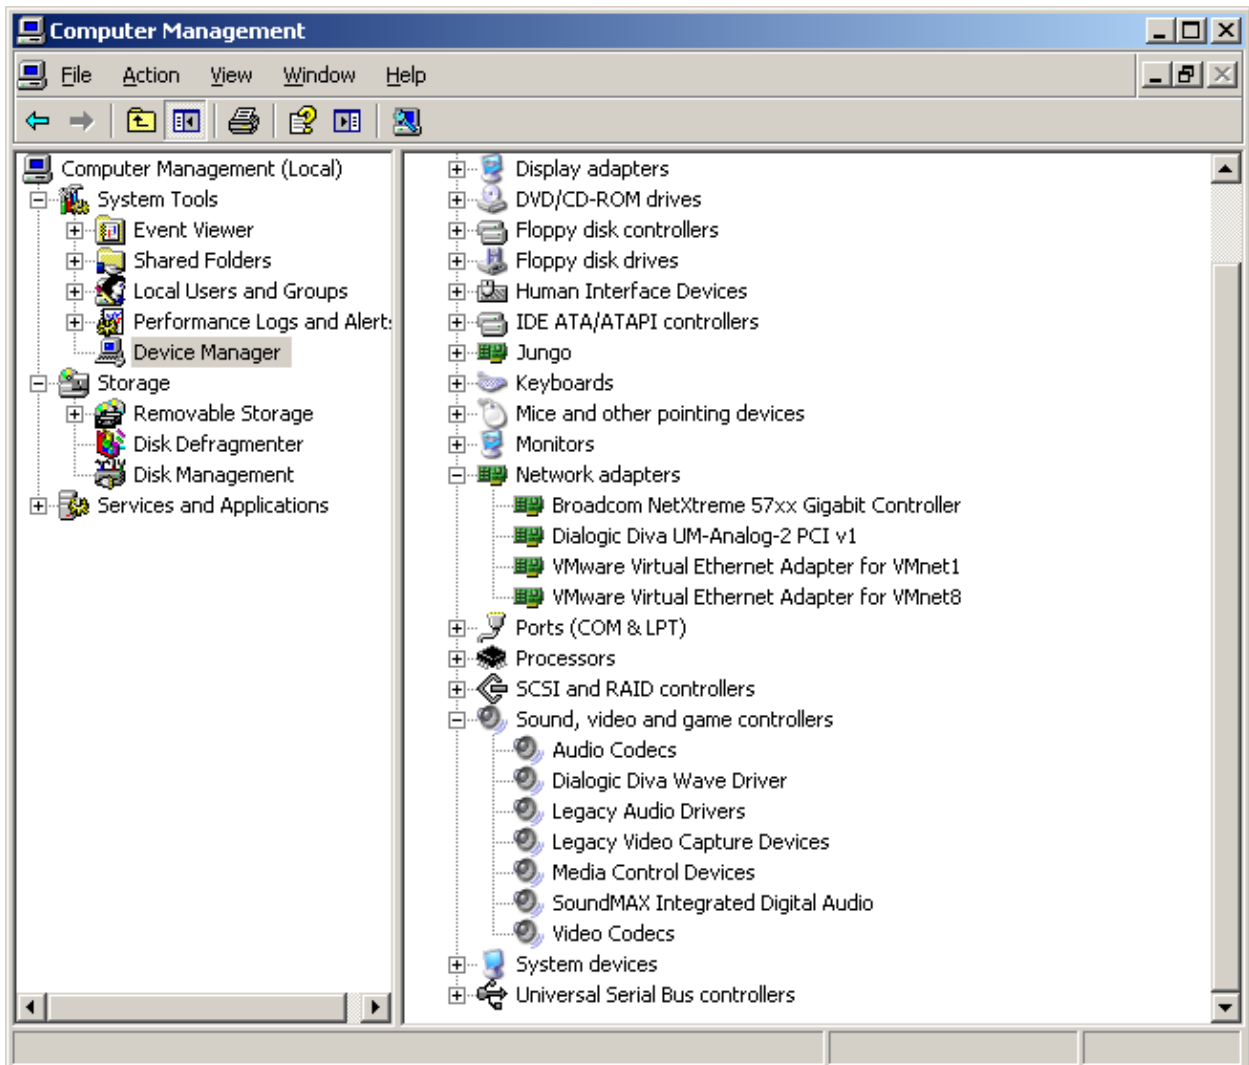 Computer Management
File Action View Window Help
Computer Management (Local)
System Tools
Event Viewer
Shared Folders
Local Users and Groups
Performance Logs and Alert
Device Manager
Storage
Removable Storage
Disk Defragmenter
Disk Management
Services and Applications
Display adapters
DVD/CD-ROM drives
Floppy disk controllers
Floppy disk drives
Human Interface Devices
IDE ATA/ATAPI controllers
Jungo
Keyboards
Mice and other pointing devices
Monitors
Network adapters
Broadcom NetXtreme 57xx Gigabit Controller
Dialogic Diva UM-Analog-2 PCI v1
VMware Virtual Ethernet Adapter for VMnet1
VMware Virtual Ethernet Adapter for VMnet8
Ports (COM & LPT)
Processors
SCSI and RAID controllers
Sound, video and game controllers
Audio Codecs
Dialogic Diva Wave Driver
Legacy Audio Drivers
Legacy Video Capture Devices
Media Control Devices
SoundMAX Integrated Digital Audio
Video Codecs
System devices
Universal Serial Bus controllers